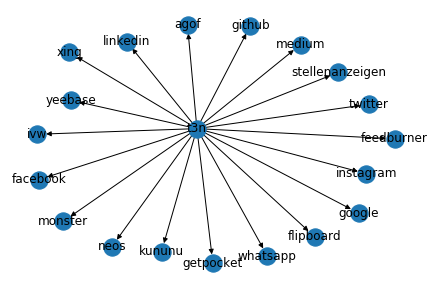 agof
github
linkedin
medium
xing
stellenanzeigen
yeebase
twitter
t3n
ivw
feedburner
facebook
instagram
monster
google
neos
flipboard
kununu
whatsapp
getpocket